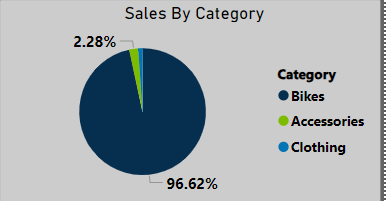 Sales By Category
2.28%
96.62%
Category
Bikes
Accessories
Clothing